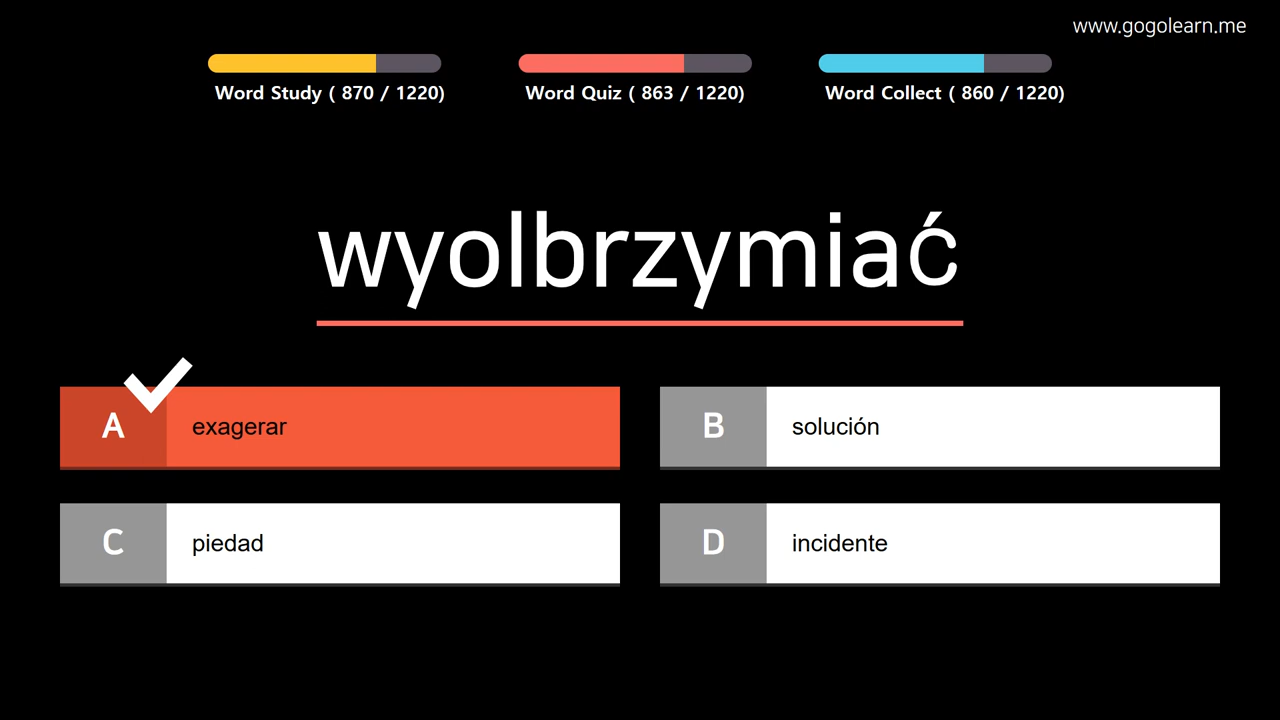 www.gogolearn.me
Word Study ( 870 / 1220)
Word Quiz ( 863 / 1220)
Word Collect ( 860 / 1220)
wyolbrzymiać
A exagerar
B solución
C piedad
D incidente